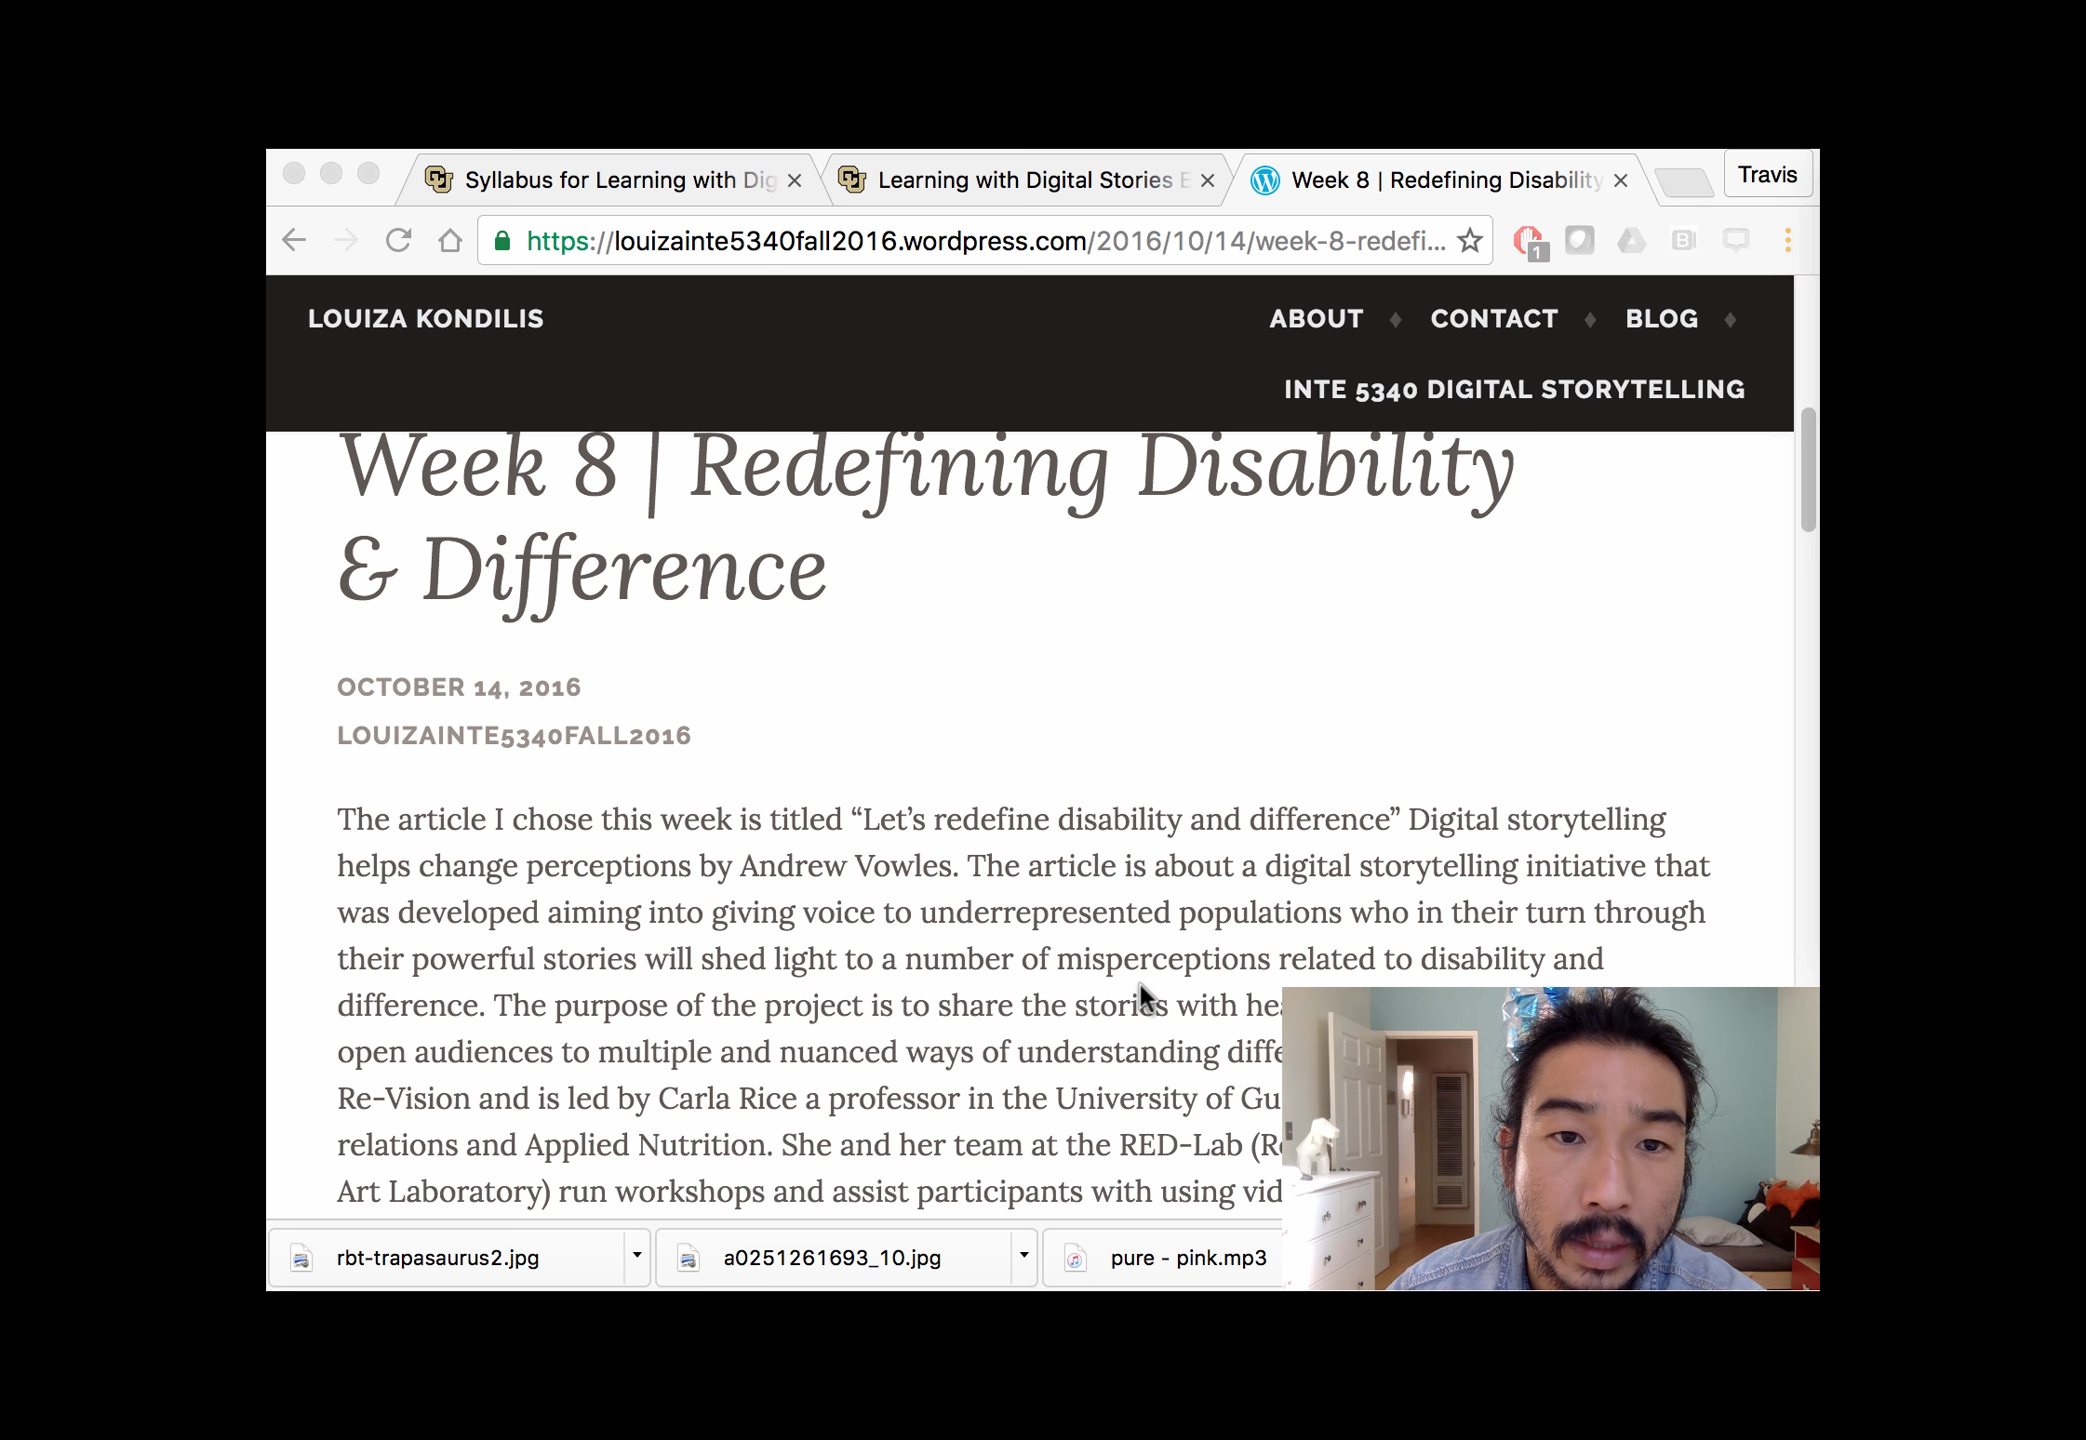 Syllabus for Learning with Dig
Learning with Digital Stories
Week 8 | Redefining Disability
Travis
https://louizainte5340fall2016.wordpress.com/2016/10/14/week-8-redefi...
1
LOUIZA KONDILIS
ABOUT
CONTACT
BLOG
INTE 5340 DIGITAL STORYTELLING
Week 8 | Redefining Disability
& Difference
OCTOBER 14, 2016
LOUIZAINTE5340FALL2016
The article I chose this week is titled “Let’s redefine disability and difference” Digital storytelling
helps change perceptions by Andrew Vowles. The article is about a digital storytelling initiative that
was developed aiming into giving voice to underrepresented populations who in their turn through
their powerful stories will shed light to a number of misperceptions related to disability and
difference. The purpose of the project is to share the stories with
open audiences to multiple and nuanced ways of understanding
Re-Vision and is led by Carla Rice a professor in the University of
relations and Applied Nutrition. She and her team at the RED-Lab
Art Laboratory) run workshops and assist participants with using
rbt-trapasaurus2.jpg
a0251261693_10.jpg
pure - pink.mp3